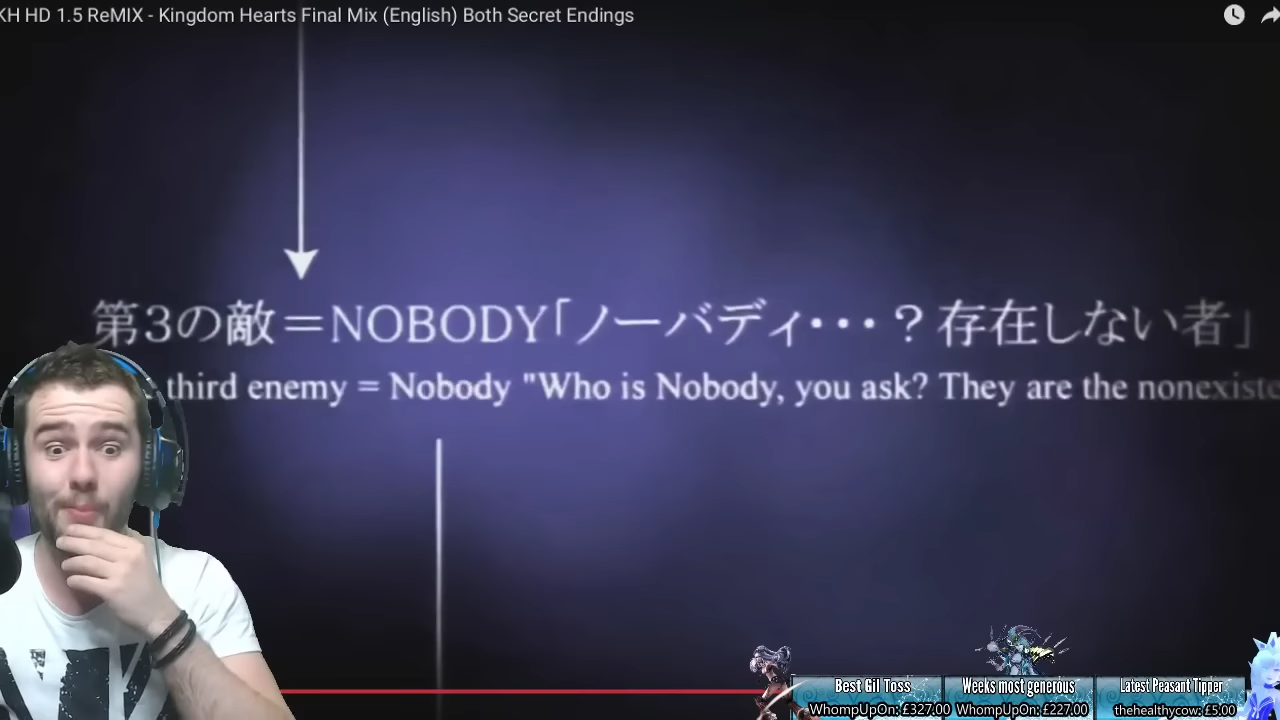 KH HD 1.5 ReMIX - Kingdom Hearts Final Mix (English) Both Secret Endings
第3の敵＝NOBODY「ノーバディ・・・？存在しない者」
third enemy = Nobody "Who is Nobody, you ask? They are the
Best Gil Toss
Weeks most generous
Latest Peasant Tipper
WhompUpOn: £327.00
WhompUpOn: £227.00
thehealthycow: £5.00